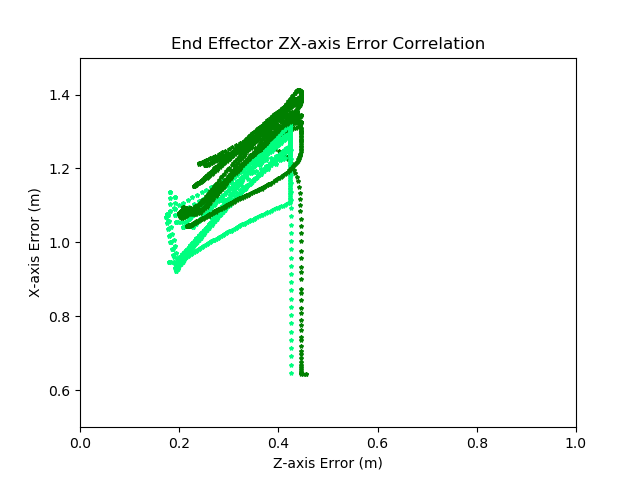 End Effector ZX-axis Error Correlation
X-axis Error (m)
1.4
1.2
1.0
0.8
0.6
0.0 0.2 0.4 0.6 0.8 1.0
Z-axis Error (m)